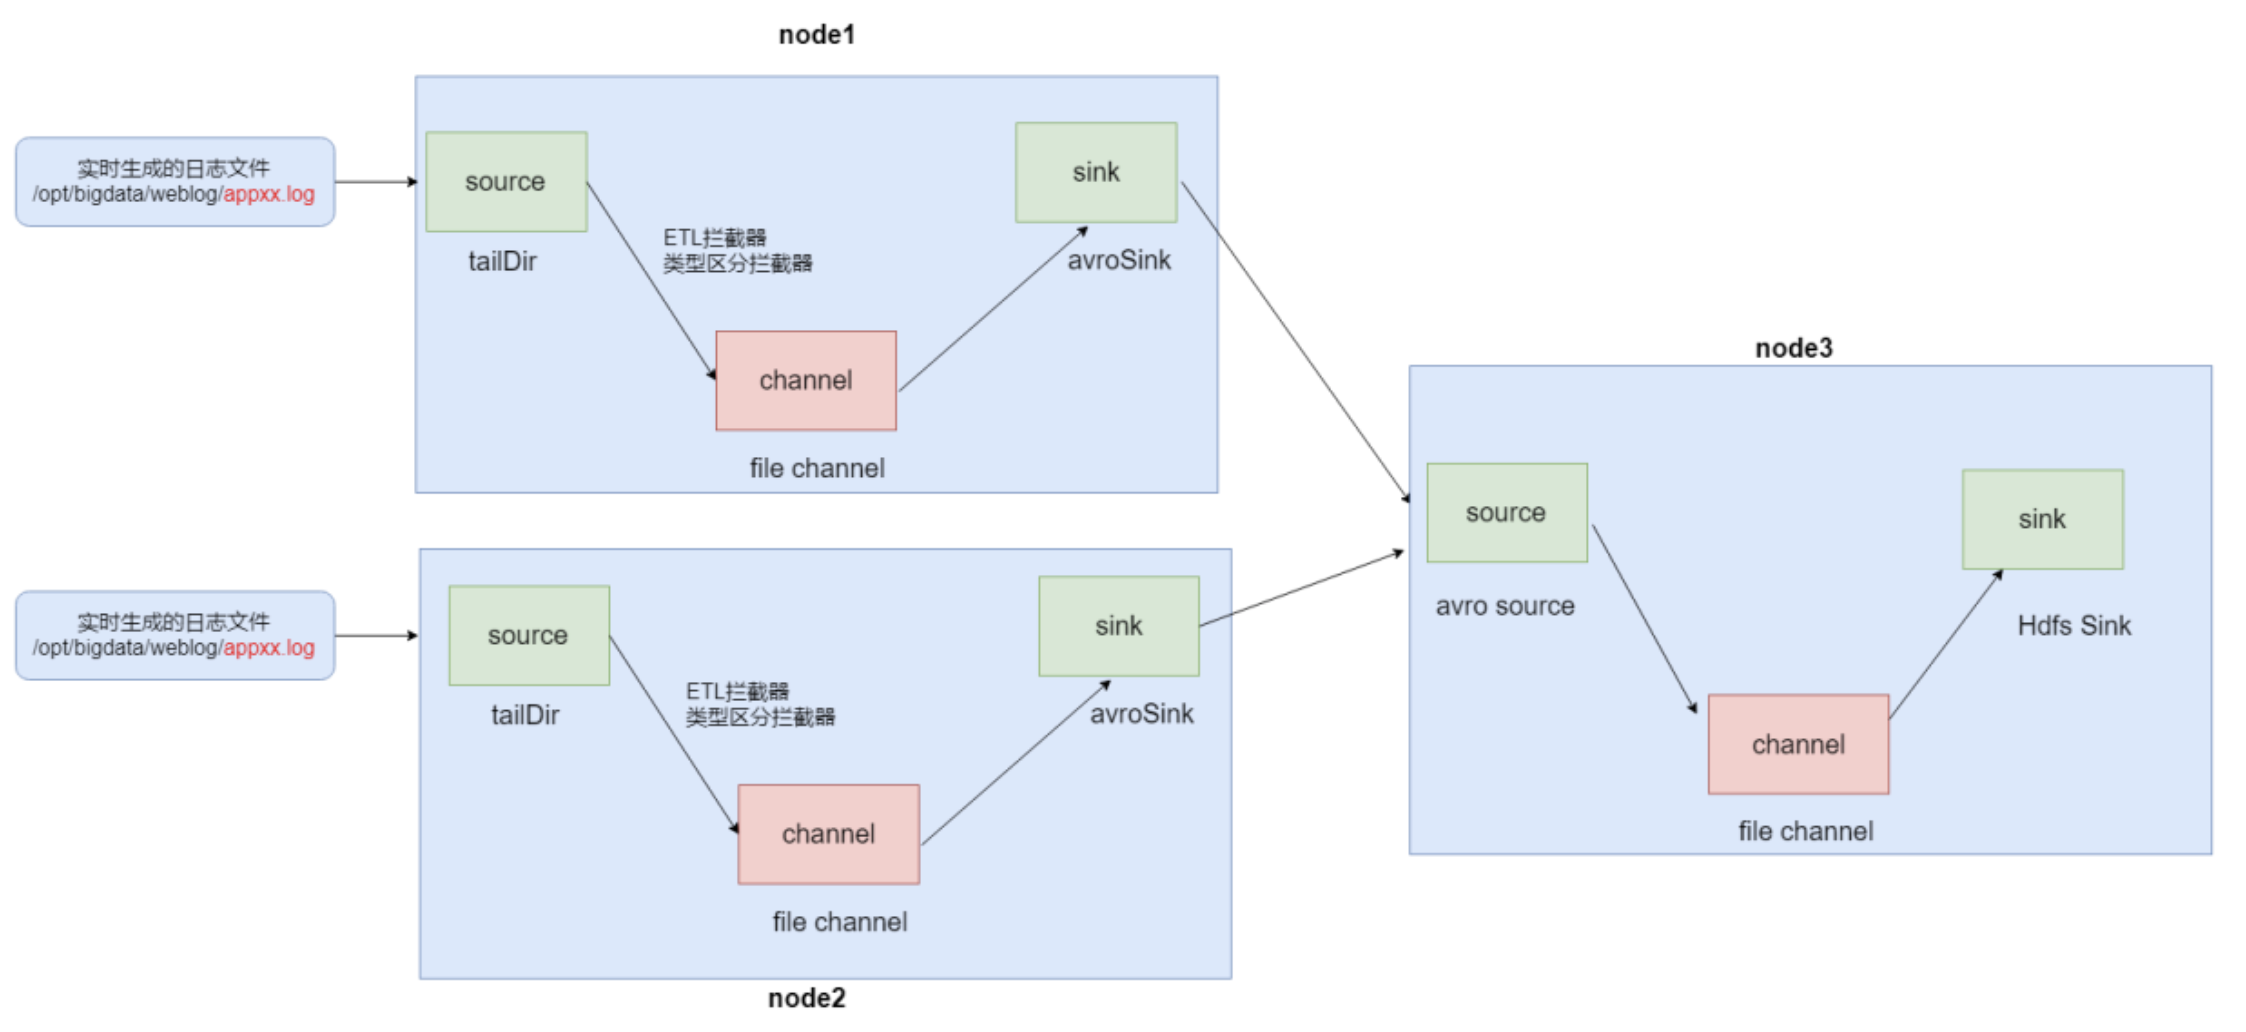 node1
实时生成的日志文件
/opt/bigdata/weblog/appxx.log
source
tailDir
ETL拦截器
类型区分拦截器
channel
file channel
sink
avroSink
实时生成的日志文件
/opt/bigdata/weblog/appxx.log
source
tailDir
ETL拦截器
类型区分拦截器
channel
file channel
sink
avroSink
node2
node3
source
avro source
channel
file channel
sink
Hdfs Sink